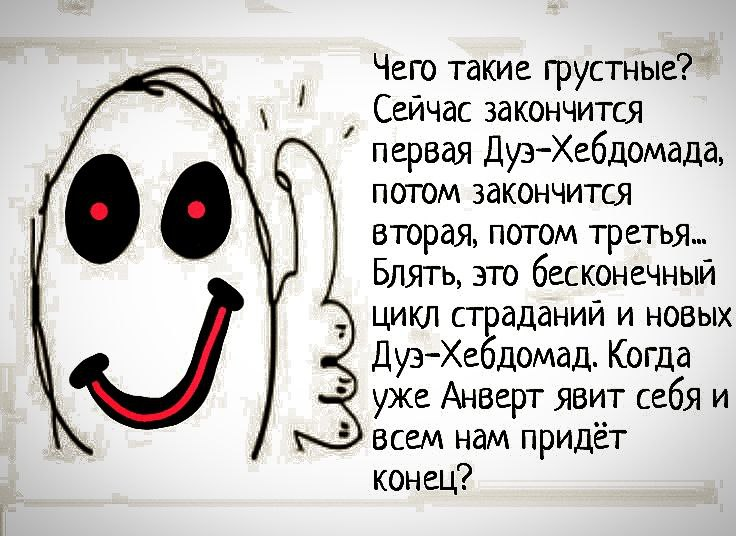 Чего такие грустные?
Сейчас закончится
первая Дуэ-Хебдомада,
потом закончится
вторая, потом третья...
Блять, это бесконечный
цикл страданий и новых
Дуэ-Хебдомад. Когда
уже Анверт явит себя и
всем нам придёт
конец?